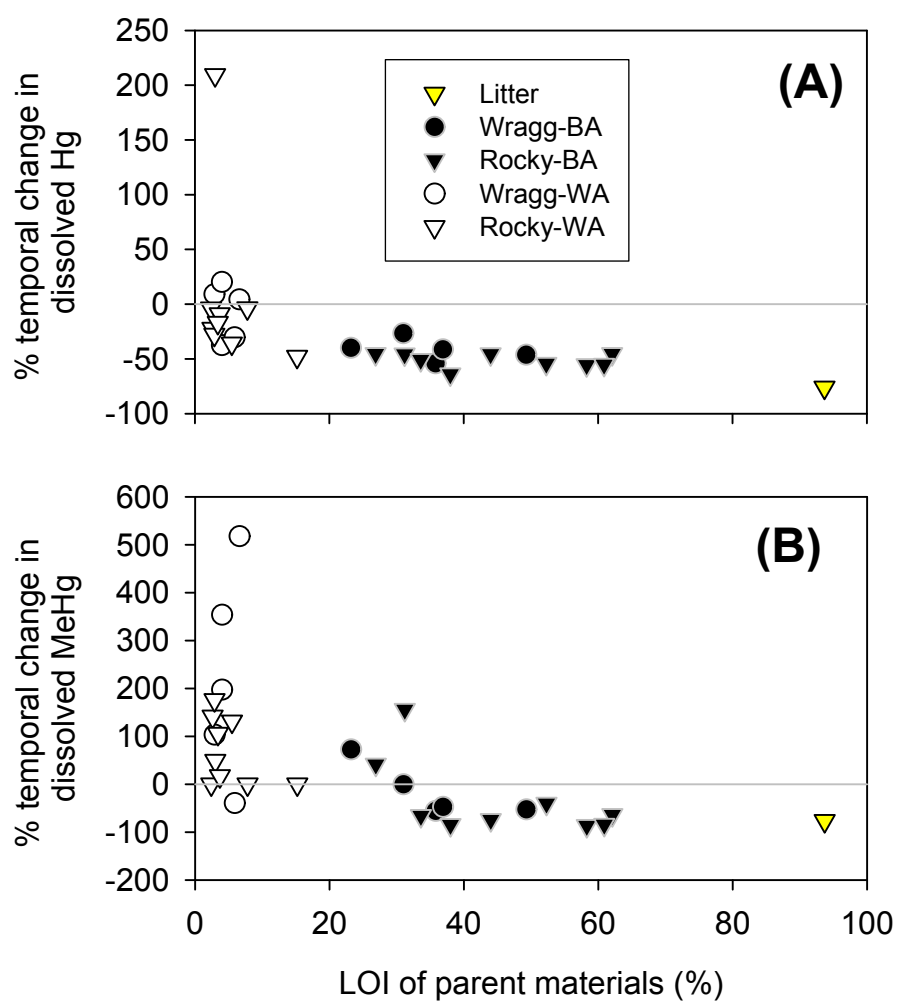 % temporal change in
dissolved Hg
250
200
150
100
50
0
-50
-100
(A)
Litter
Wragg-BA
Rocky-BA
Wragg-WA
Rocky-WA
% temporal change in
dissolved MeHg
600
500
400
300
200
100
0
-100
-200
(B)
0 20 40 60 80 100
LOI of parent materials (%)